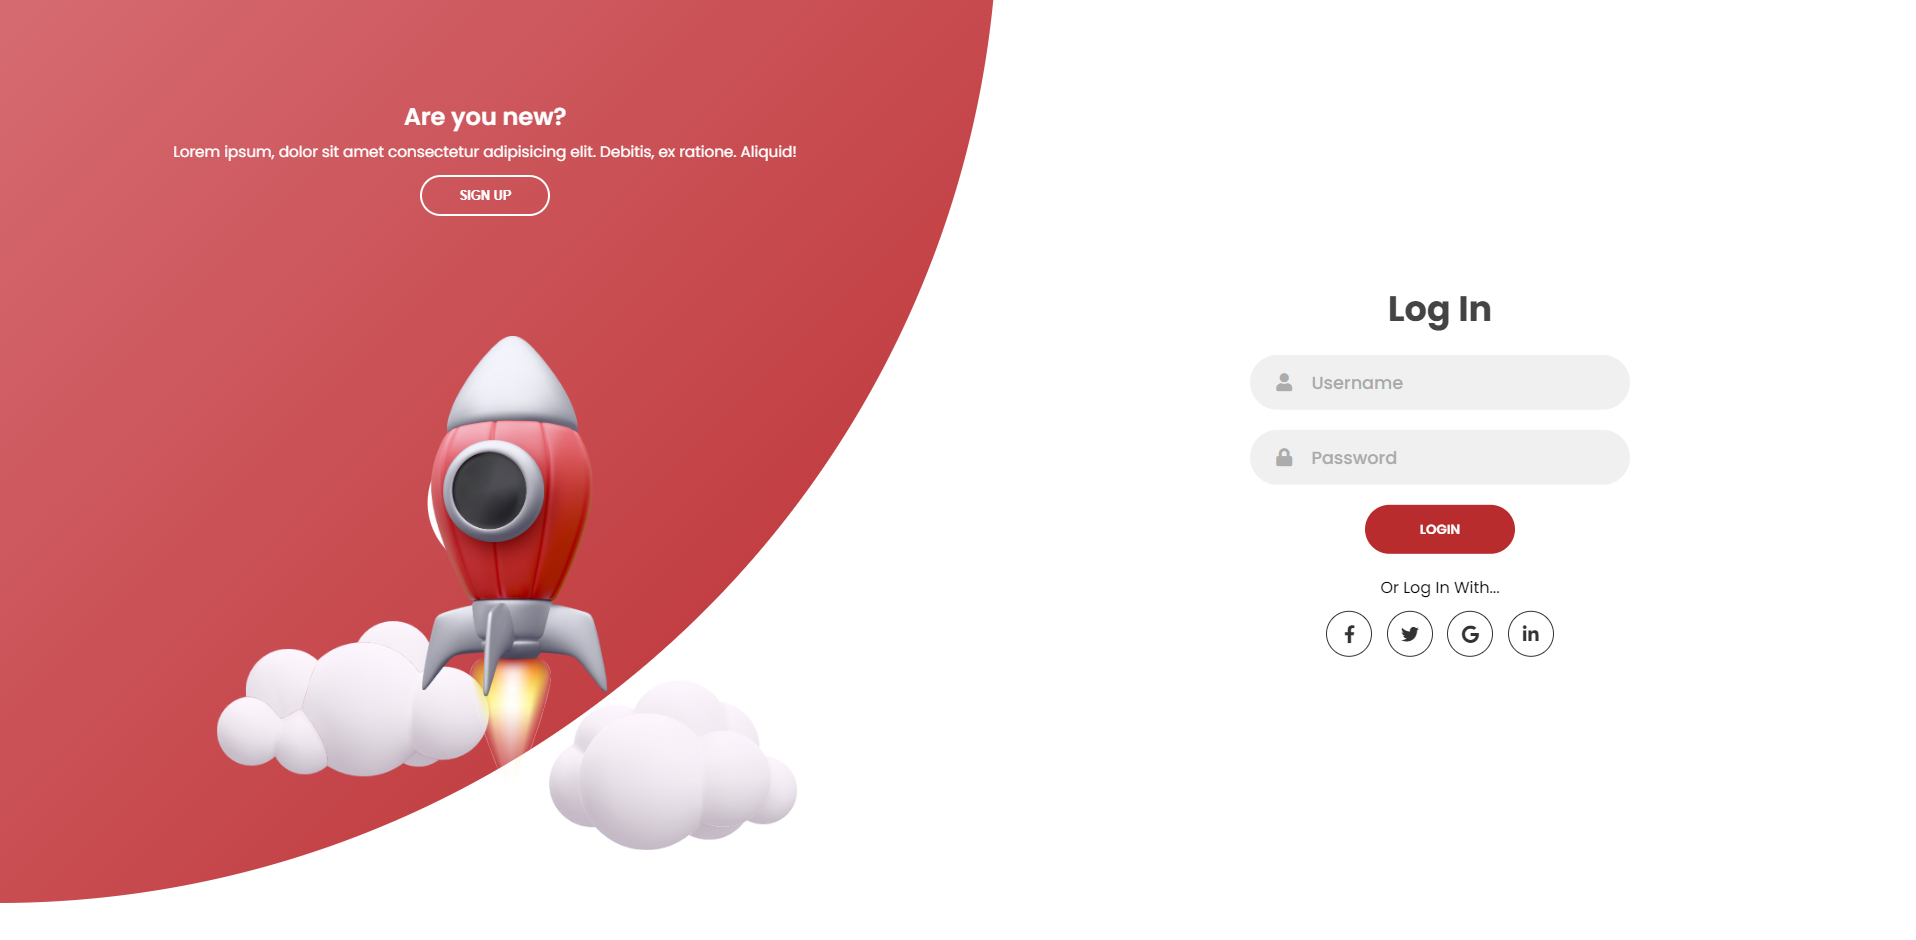 Are you new?
Lorem ipsum, dolor sit amet consectetur adipisicing elit. Debitis, ex ratione. Aliquid!
SIGN UP
Log In
Username
Password
LOGIN
Or Log In With...